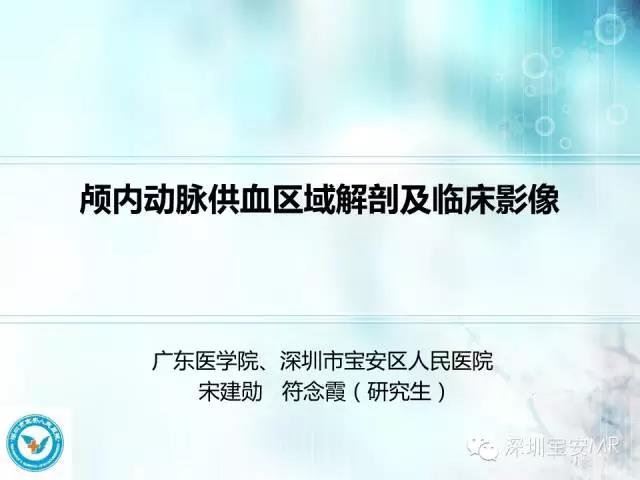 颅内动脉供血区域解剖及临床影像
广东医学院、深圳市宝安区人民医院
宋建勋 符念霞（研究生）
深圳宝安MR